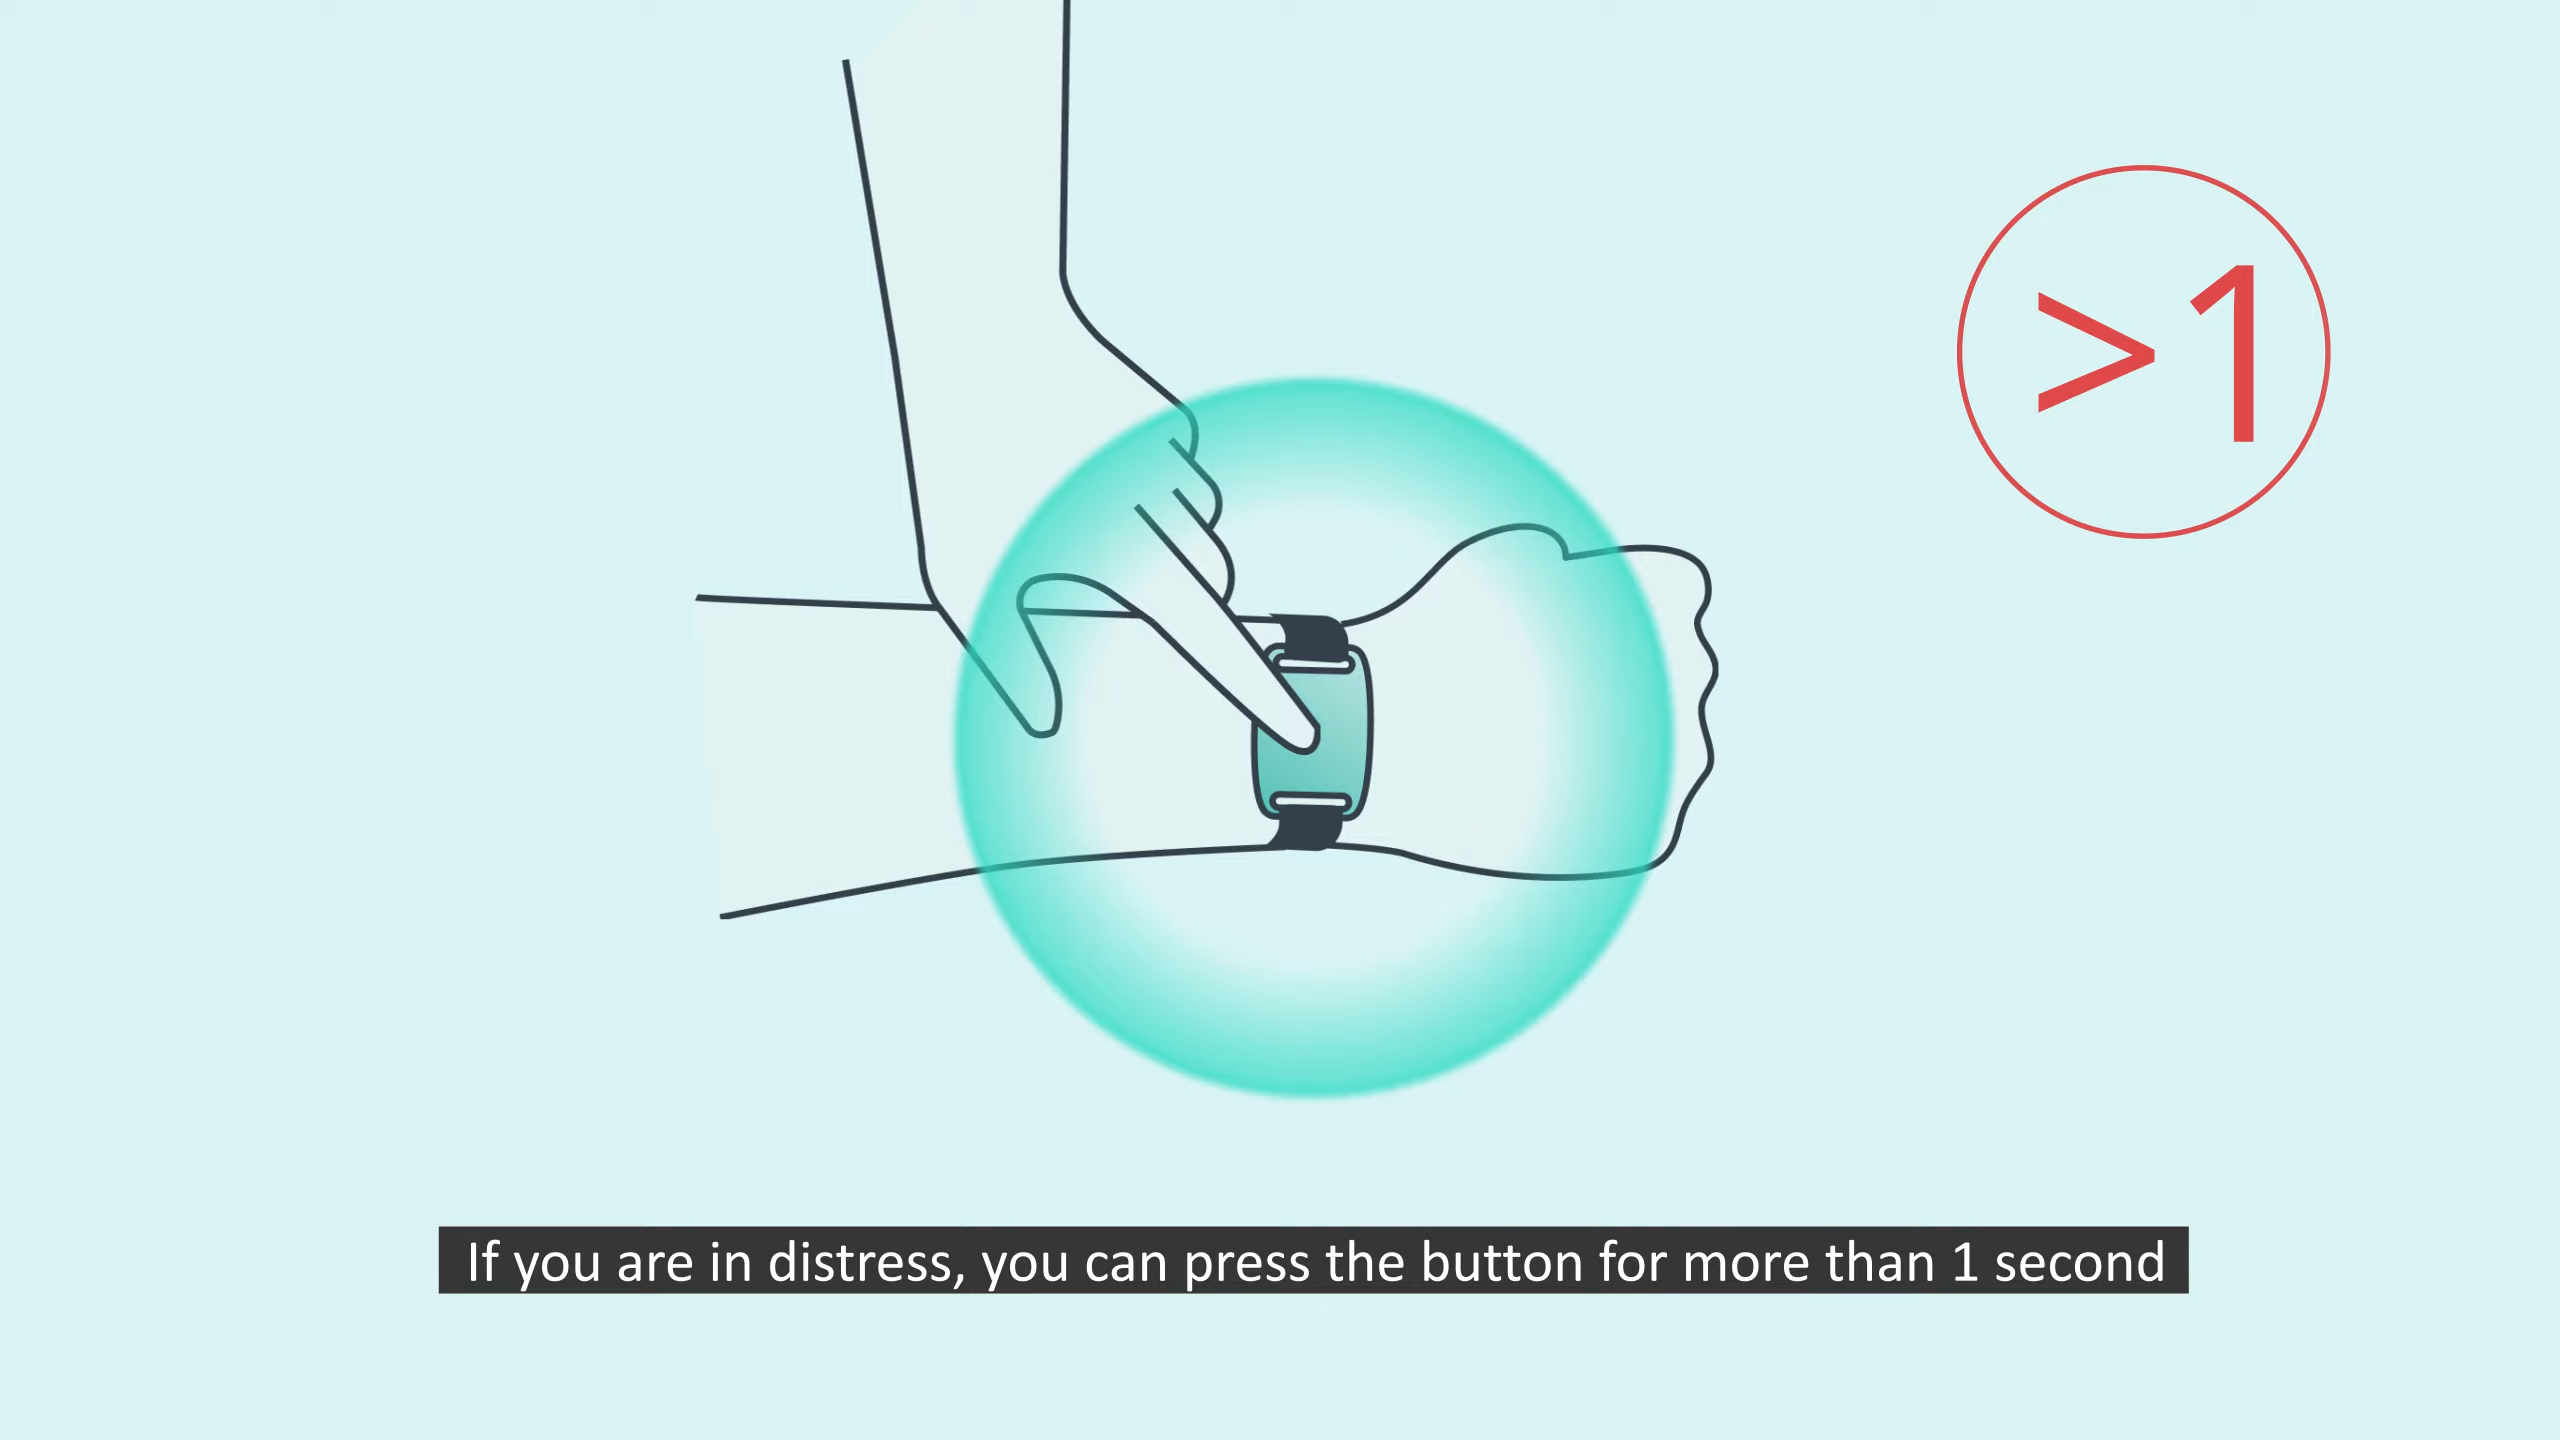 >1
If you are in distress, you can press the button for more than 1 second